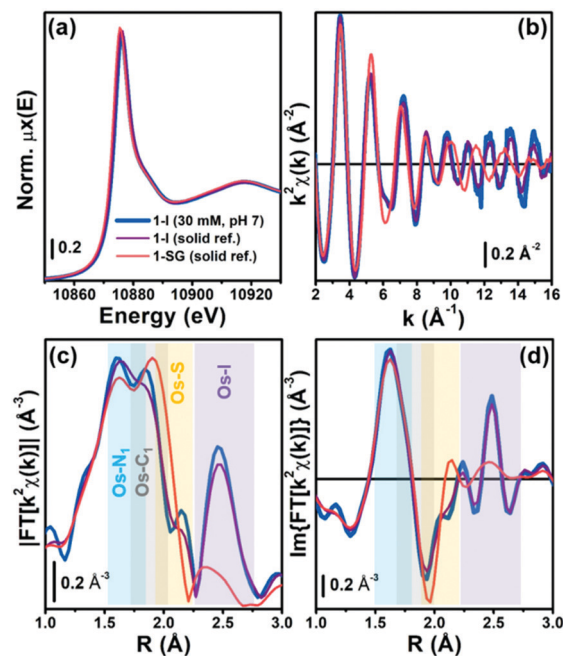 (a)
Norm. μx(E)
0.2
1-I (30 mM, pH 7)
1-I (solid ref.)
1-SG (solid ref.)
10860 10880 10900 10920
Energy (eV)
(b)
k²χ(k) (Å⁻²)
0.2 Å⁻²
2 4 6 8 10 12 14 16
k (Å⁻¹)
(c)
|FT[k²χ(k)]| (Å⁻³)
Os-N₁
Os-C₁
Os-S
Os-I
0.2 Å⁻³
1.0 1.5 2.0 2.5 3.0
R (Å)
(d)
Im{FT[k²χ(k)]} (Å⁻³)
0.2 Å⁻³
1.0 1.5 2.0 2.5 3.0
R (Å)